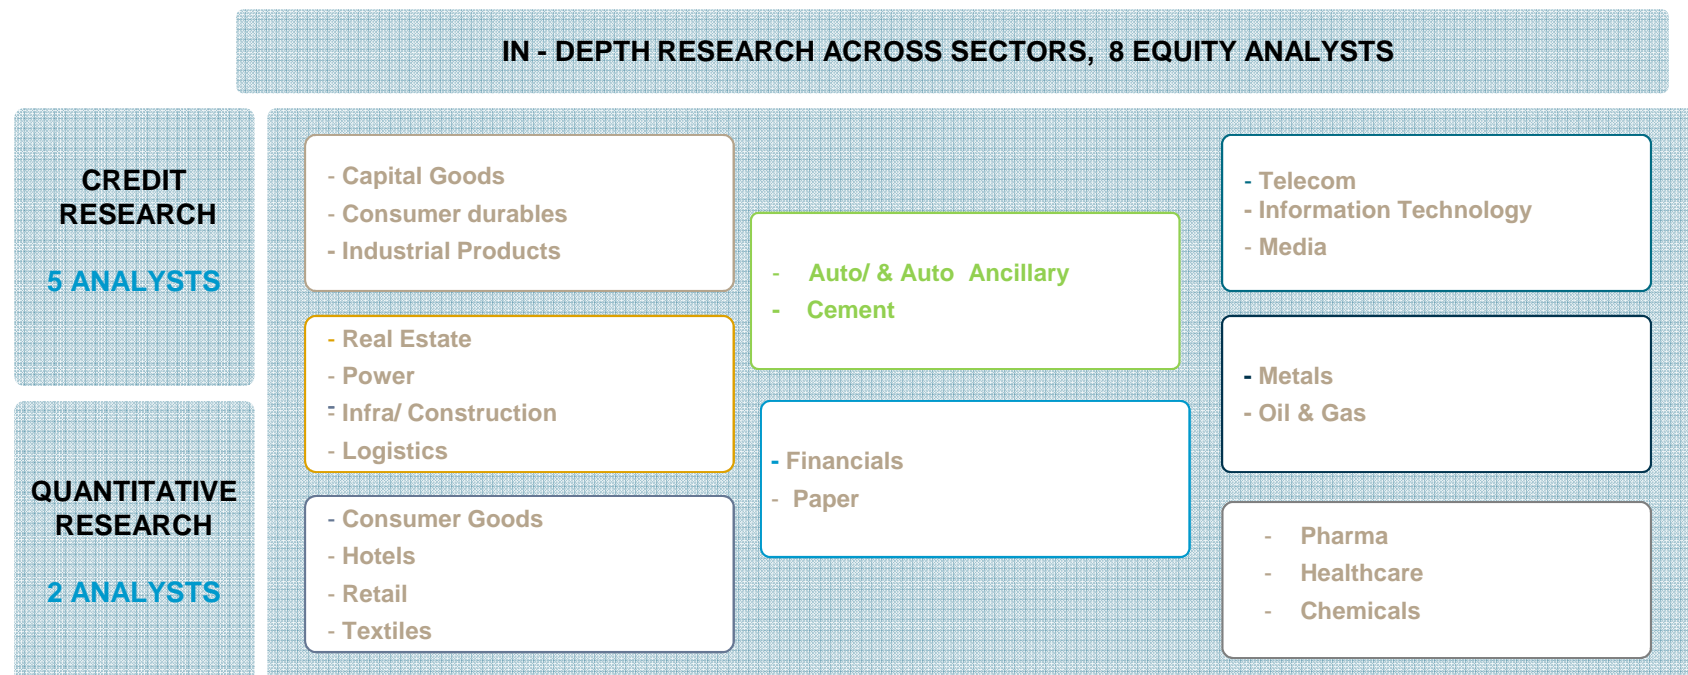 IN - DEPTH RESEARCH ACROSS SECTORS,  8 EQUITY ANALYSTS
CREDIT
RESEARCH
5 ANALYSTS
QUANTITATIVE
RESEARCH
2 ANALYSTS
- Capital Goods
- Consumer durables
- Industrial Products
- Real Estate
- Power
- Infra/ Construction
- Logistics
- Consumer Goods
- Hotels
- Retail
- Textiles
- Auto/ & Auto  Ancillary
- Cement
- Financials
- Paper
- Telecom
- Information Technology
- Media
- Metals
- Oil & Gas
- Pharma
- Healthcare
- Chemicals